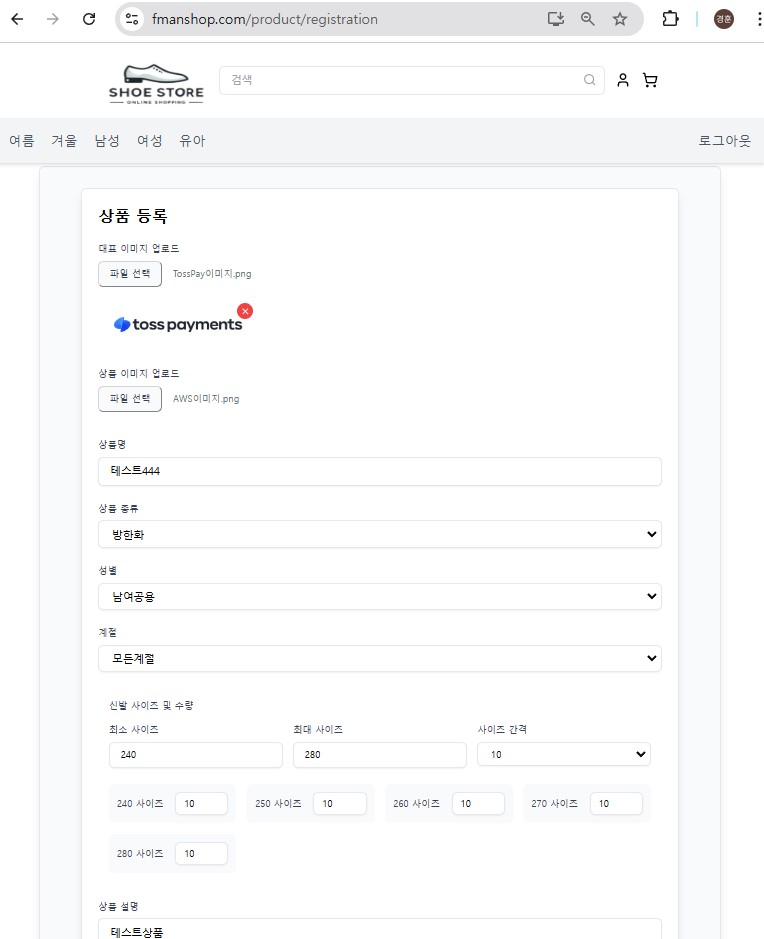 fmanshop.com/product/registration
경훈
SHOE STORE
ONLINE SHOPPING
검색
여름 겨울 남성 여성 유아 로그아웃
상품 등록
대표 이미지 업로드
파일 선택 TossPay이미지.png
toss payments
상품 이미지 업로드
파일 선택 AWS이미지.png
상품명
테스트444
상품 종류
방한화
성별
남여공용
계절
모든계절
신발 사이즈 및 수량
최소 사이즈 최대 사이즈 사이즈 간격
240 280 10
240 사이즈 10 250 사이즈 10 260 사이즈 10 270 사이즈 10
280 사이즈 10
상품 설명
테스트상품